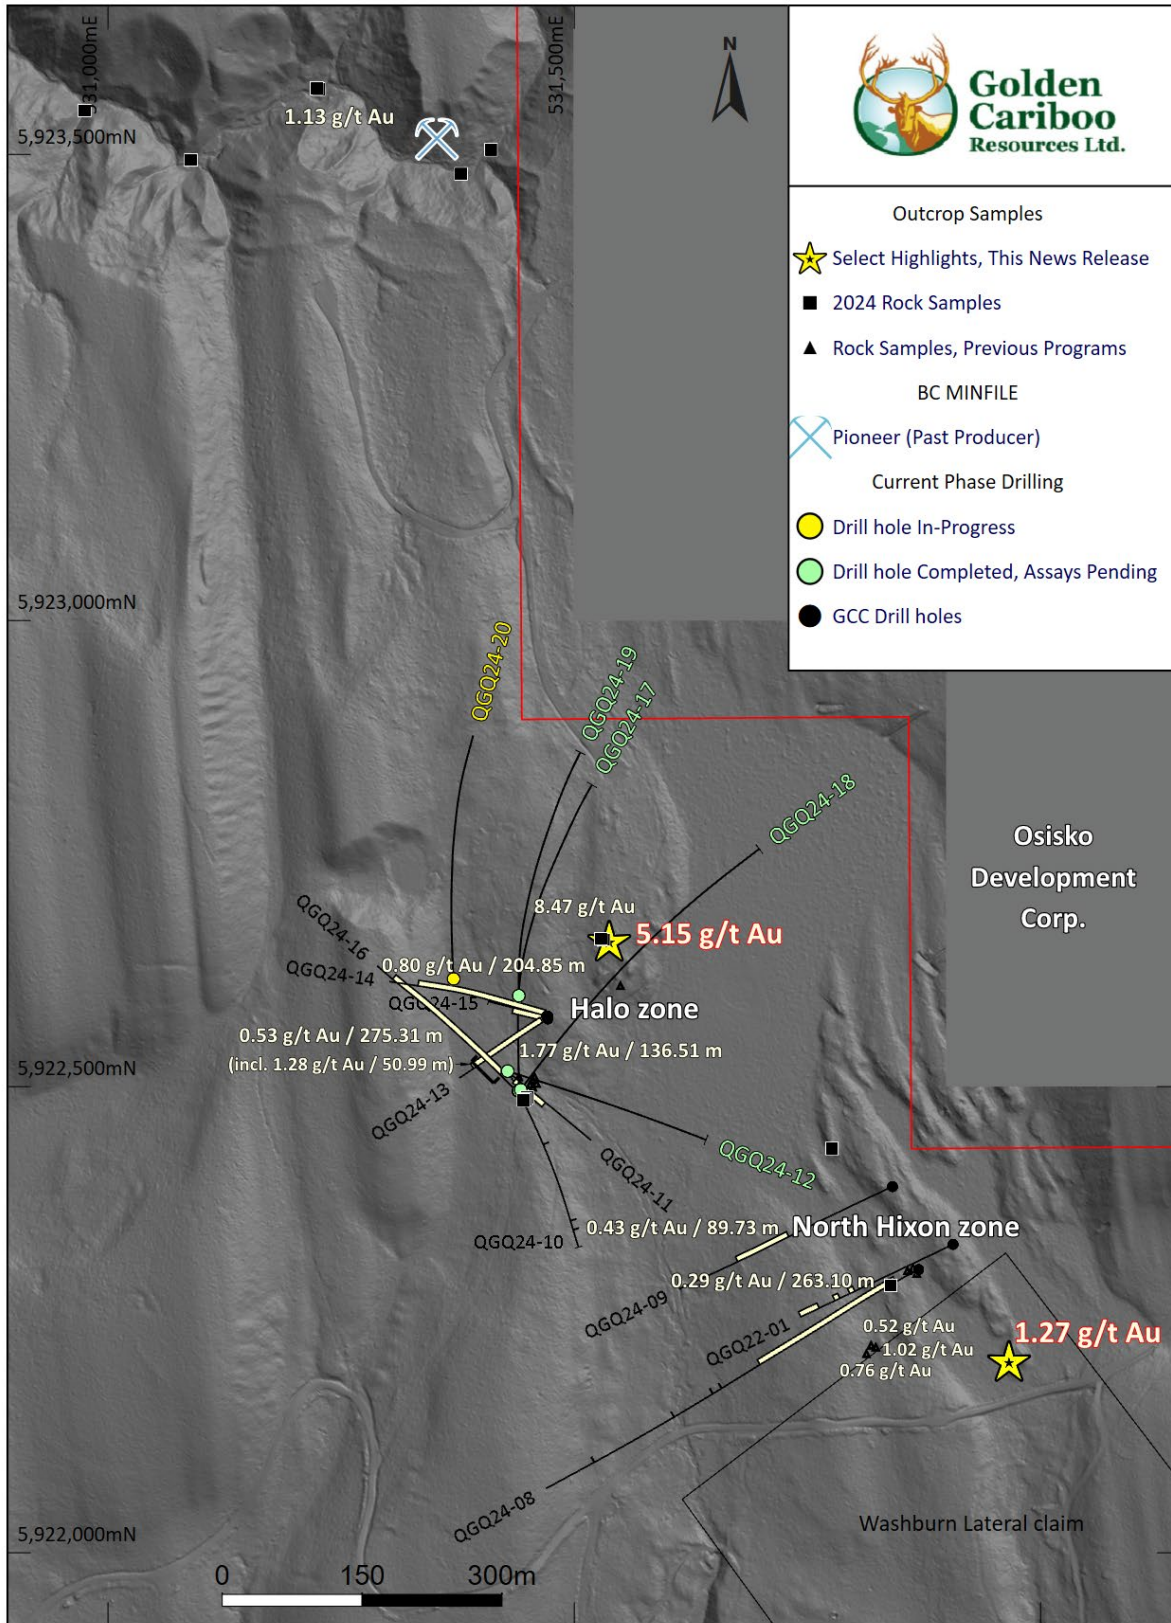 531,000mE
531,500mE
N
Golden
Cariboo
Resources Ltd.
1.13 g/t Au
5,923,500mN
Outcrop Samples
Select Highlights, This News Release
2024 Rock Samples
Rock Samples, Previous Programs
BC MINFILE
Pioneer (Past Producer)
Current Phase Drilling
Drill hole In-Progress
Drill hole Completed, Assays Pending
GCC Drill holes
5,923,000mN
QGQ24-20
QGQ24-19
QGQ24-17
QGQ24-18
Osisko
Development
Corp.
8.47 g/t Au
5.15 g/t Au
QGQ24-16
QGQ24-14
0.80 g/t Au / 204.85 m
QGQ24-15
Halo zone
0.53 g/t Au / 275.31 m
(incl. 1.28 g/t Au / 50.99 m)
1.77 g/t Au / 136.51 m
5,922,500mN
QGQ24-13
QGQ24-12
QGQ24-11
QGQ24-10
0.43 g/t Au / 89.73 m
North Hixon zone
0.29 g/t Au / 263.10 m
QGQ24-09
QGQ22-01
0.52 g/t Au
1.02 g/t Au
0.76 g/t Au
1.27 g/t Au
QGQ24-08
5,922,000mN
Washburn Lateral claim
0 150 300m